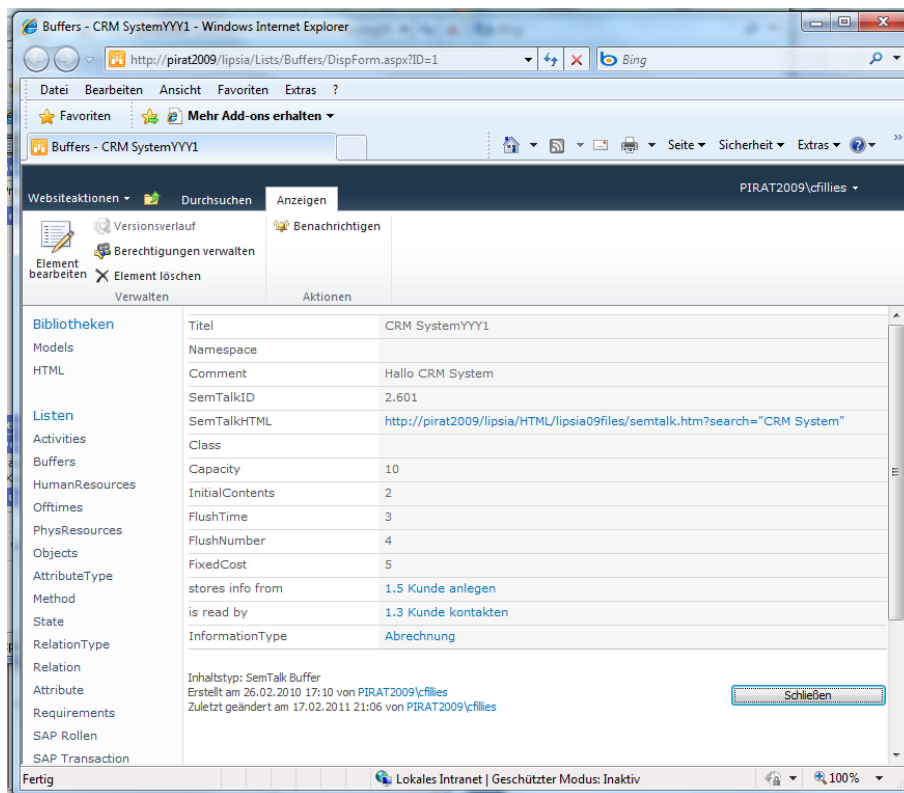 Buffers - CRM SystemYYY1 - Windows Internet Explorer
http://pirat2009/lipsia/Lists/Buffers/DispForm.aspx?ID=1
Bing
Datei Bearbeiten Ansicht Favoriten Extras ?
Favoriten Mehr Add-ons erhalten
Buffers - CRM SystemYYY1
Seite Sicherheit Extras
PIRAT2009\cfillies
Websiteaktionen Durchsuchen Anzeigen
Element bearbeiten
Versionsverlauf
Berechtigungen verwalten
Element löschen
Verwalten
Benachrichtigen
Aktionen
Bibliotheken
Models
HTML
Listen
Activities
Buffers
HumanResources
Offtimes
PhysResources
Objects
AttributeType
Method
State
RelationType
Relation
Attribute
Requirements
SAP Rollen
SAP Transaction
Titel CRM SystemYYY1
Namespace
Comment Hallo CRM System
SemTalkID 2.601
SemTalkHTML http://pirat2009/lipsia/HTML/lipsia09files/semtalk.htm?search="CRM System"
Class
Capacity 10
InitialContents 2
FlushTime 3
FlushNumber 4
FixedCost 5
stores info from 1.5 Kunde anlegen
is read by 1.3 Kunde kontakten
InformationType Abrechnung
Inhaltstyp: SemTalk Buffer
Erstellt am 26.02.2010 17:10 von PIRAT2009\cfillies
Zuletzt geändert am 17.02.2011 21:06 von PIRAT2009\cfillies
Schließen
Fertig
Lokales Intranet | Geschützter Modus: Inaktiv
100%